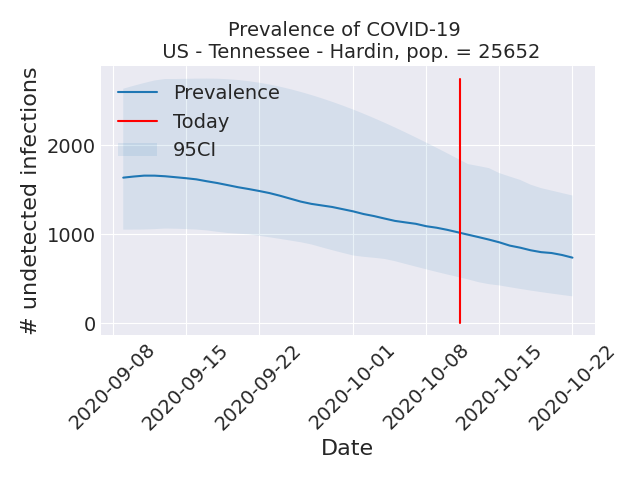 Prevalence of COVID-19
US - Tennessee - Hardin, pop. = 25652
# undetected infections
2000
1000
0
Prevalence
Today
95CI
2020-09-08
2020-09-15
2020-09-22
2020-10-01
2020-10-08
2020-10-15
2020-10-22
Date